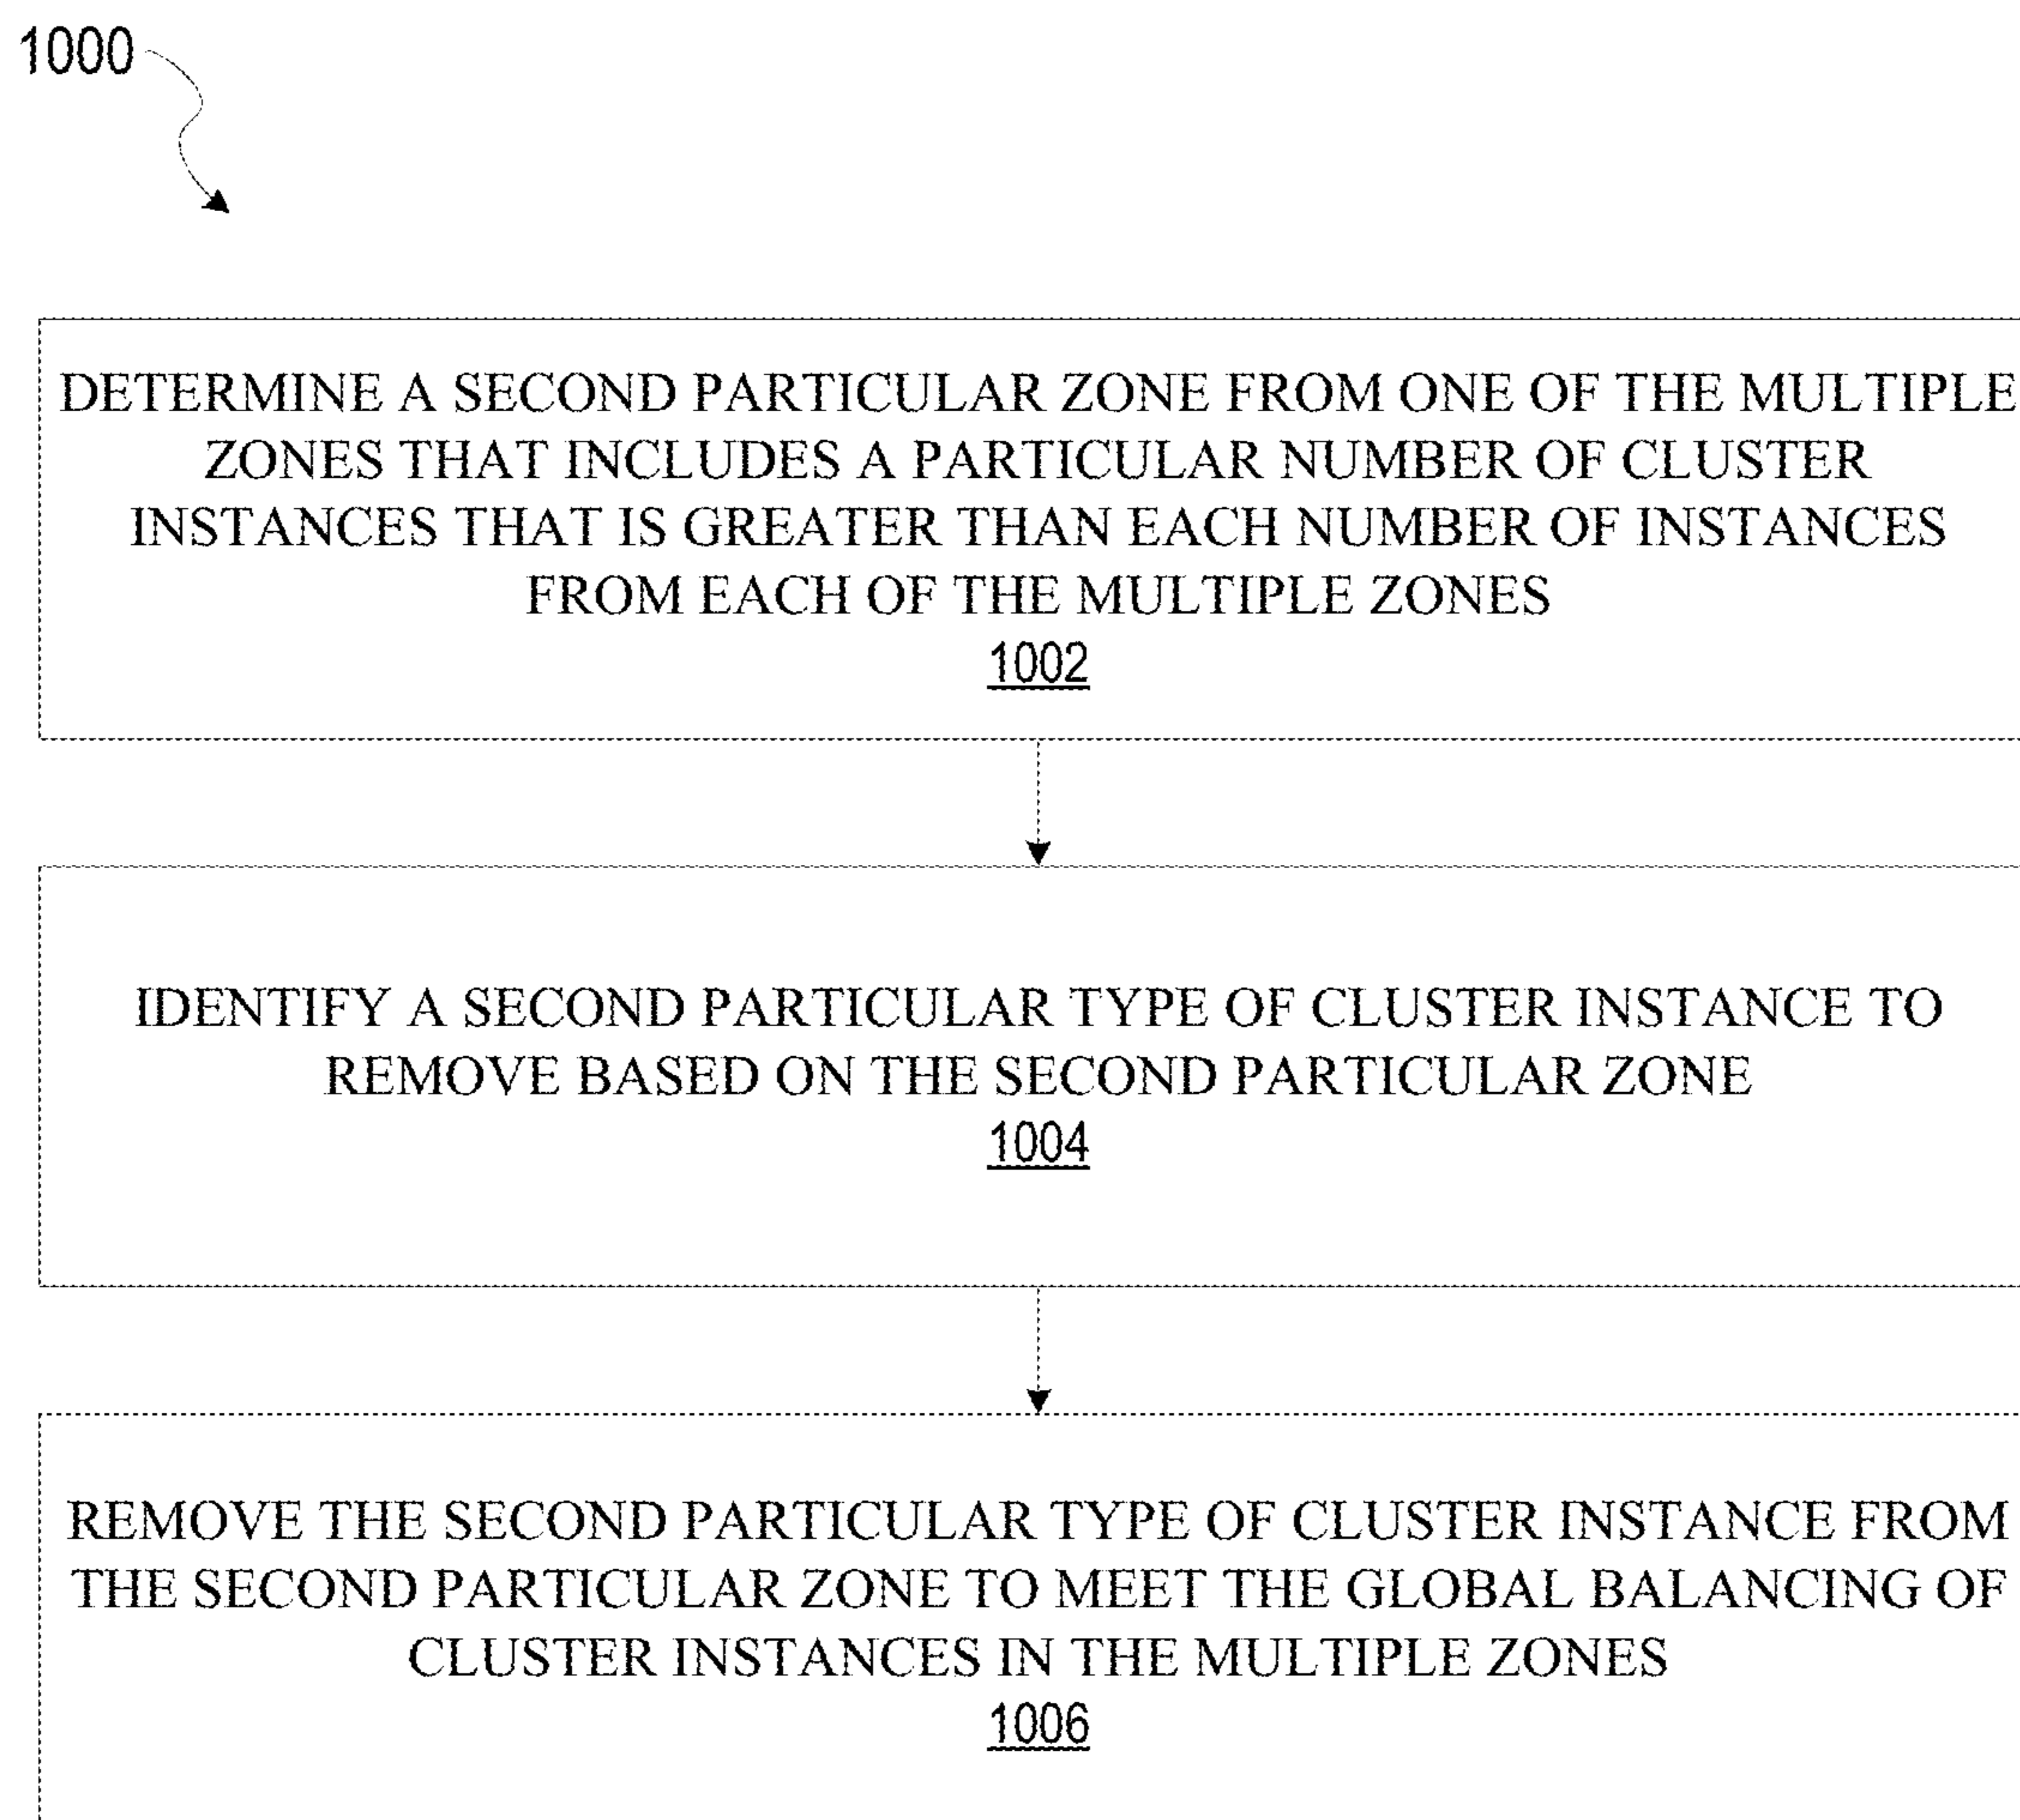 1000
DETERMINE A SECOND PARTICULAR ZONE FROM ONE OF THE MULTIPLE
ZONES THAT INCLUDES A PARTICULAR NUMBER OF CLUSTER
INSTANCES THAT IS GREATER THAN EACH NUMBER OF INSTANCES
FROM EACH OF THE MULTIPLE ZONES
1002
IDENTIFY A SECOND PARTICULAR TYPE OF CLUSTER INSTANCE TO
REMOVE BASED ON THE SECOND PARTICULAR ZONE
1004
REMOVE THE SECOND PARTICULAR TYPE OF CLUSTER INSTANCE FROM
THE SECOND PARTICULAR ZONE TO MEET THE GLOBAL BALANCING OF
CLUSTER INSTANCES IN THE MULTIPLE ZONES
1006